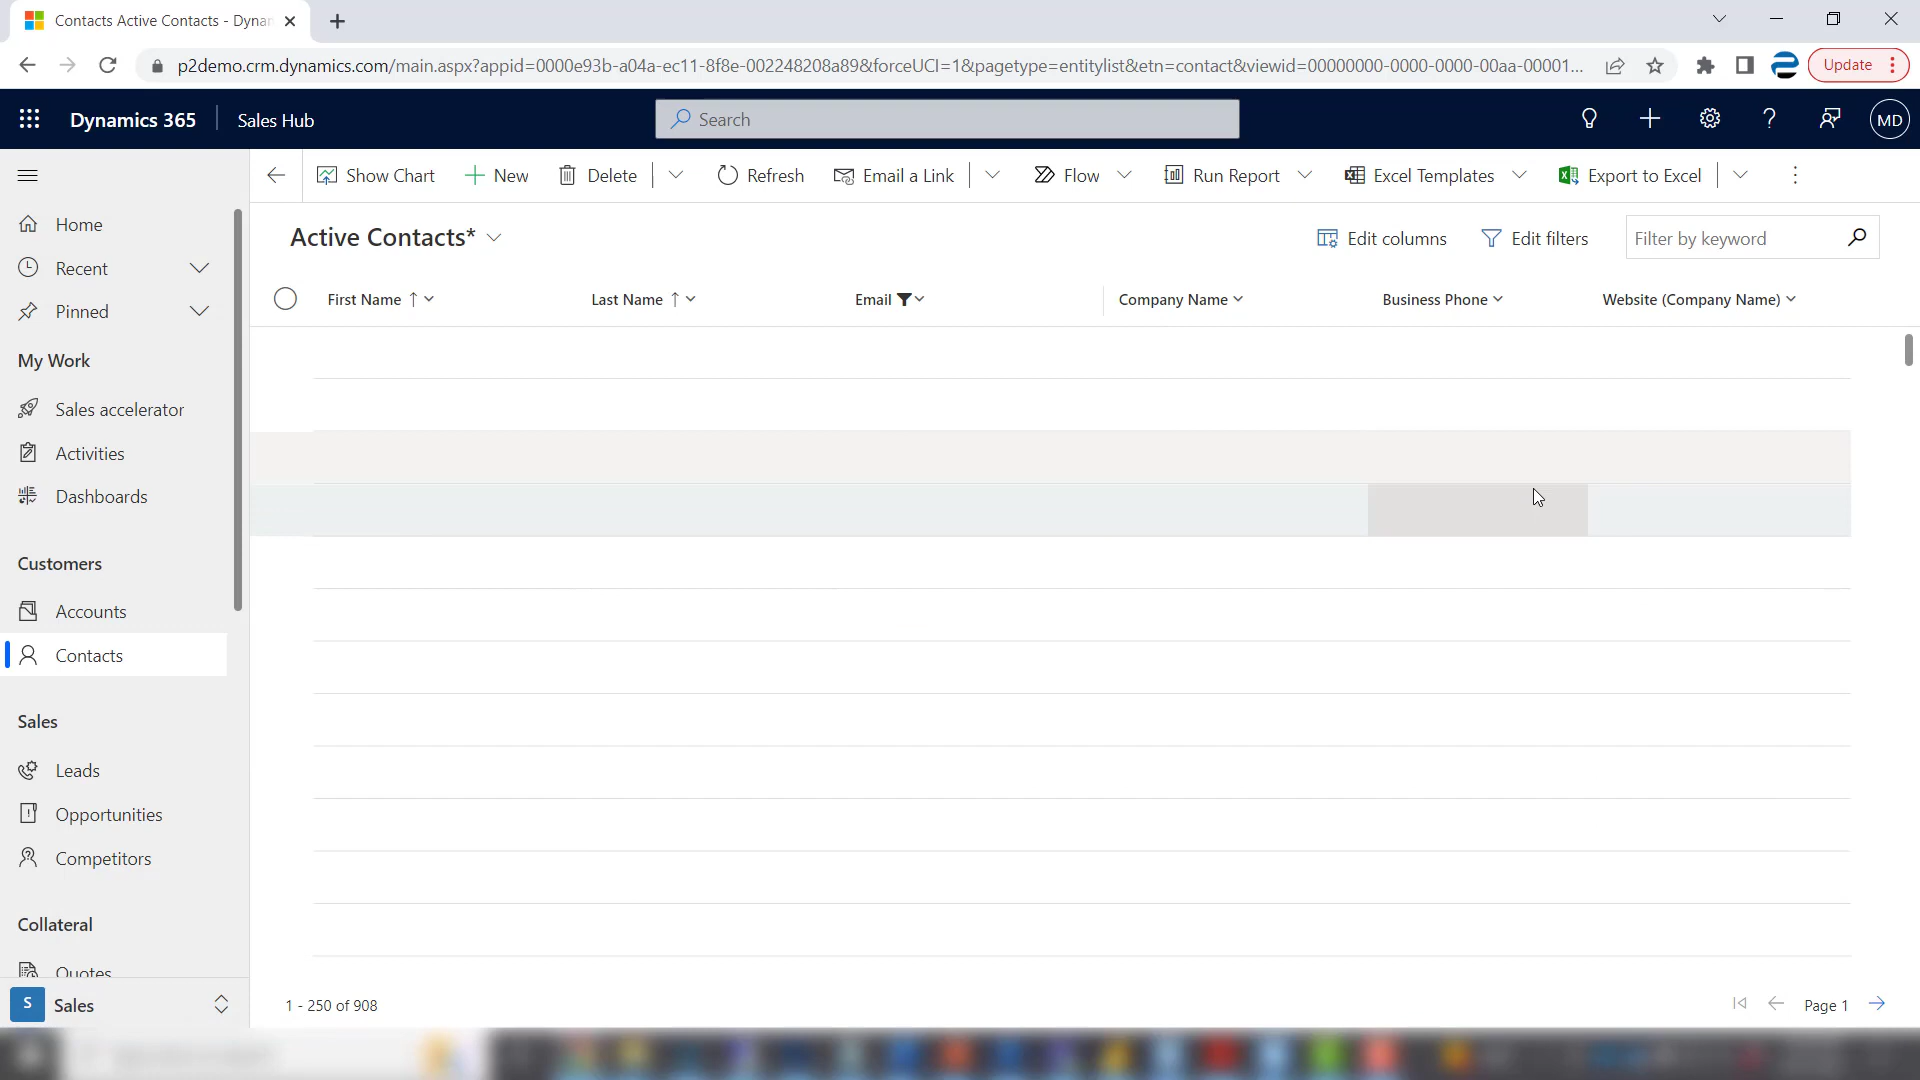 Contacts Active Contacts - Dynar
p2demo.crm.dynamics.com/main.aspx?appid=0000e93b-a04a-ec11-8f8e-002248208a89&forceUCI=1&pagetype=entitylist&etn=contact&viewid=00000000-0000-0000-00aa-00001...
Update
Dynamics 365
Sales Hub
Search
MD
Show Chart
New
Delete
Refresh
Email a Link
Flow
Run Report
Excel Templates
Export to Excel
Home
Recent
Pinned
My Work
Sales accelerator
Activities
Dashboards
Customers
Accounts
Contacts
Sales
Leads
Opportunities
Competitors
Collateral
Quotes
S Sales
Active Contacts*
Edit columns
Edit filters
Filter by keyword
First Name
Last Name
Email
Company Name
Business Phone
Website (Company Name)
1 - 250 of 908
Page 1